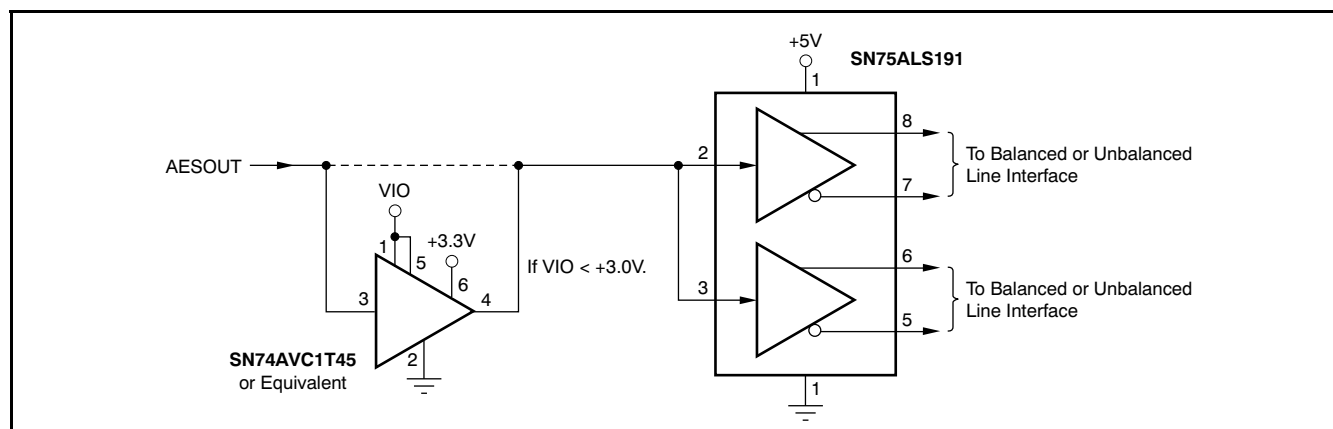 +5V
SN75ALS191
1
8
AESOUT
2
To Balanced or Unbalanced
Line Interface
7
VIO
+3.3V
1
5
6
If VIO < +3.0V.
6
3
4
3
To Balanced or Unbalanced
Line Interface
5
SN74AVC1T45
or Equivalent
2
1